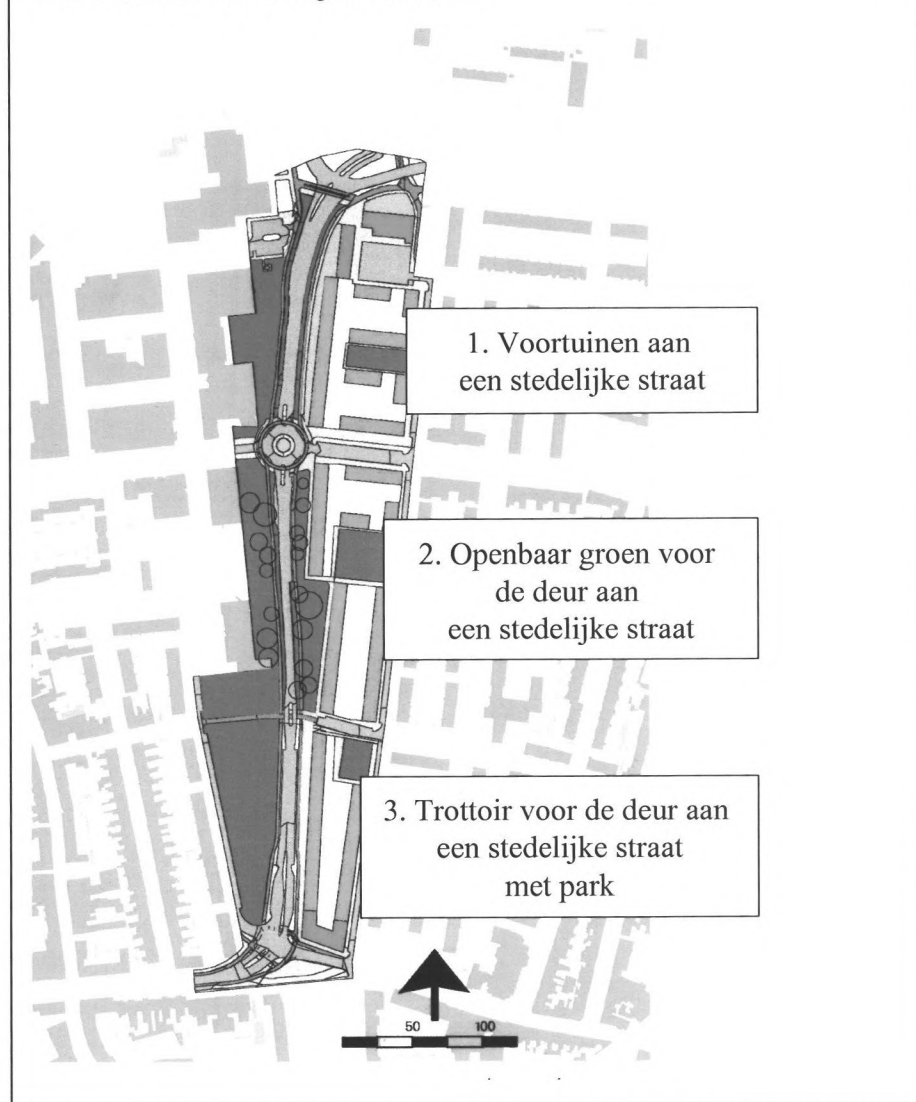 1. Voortuinen aan
een stedelijke straat
2. Openbaar groen voor
de deur aan
een stedelijke straat
3. Trottoir voor de deur aan
een stedelijke straat
met park
50 100